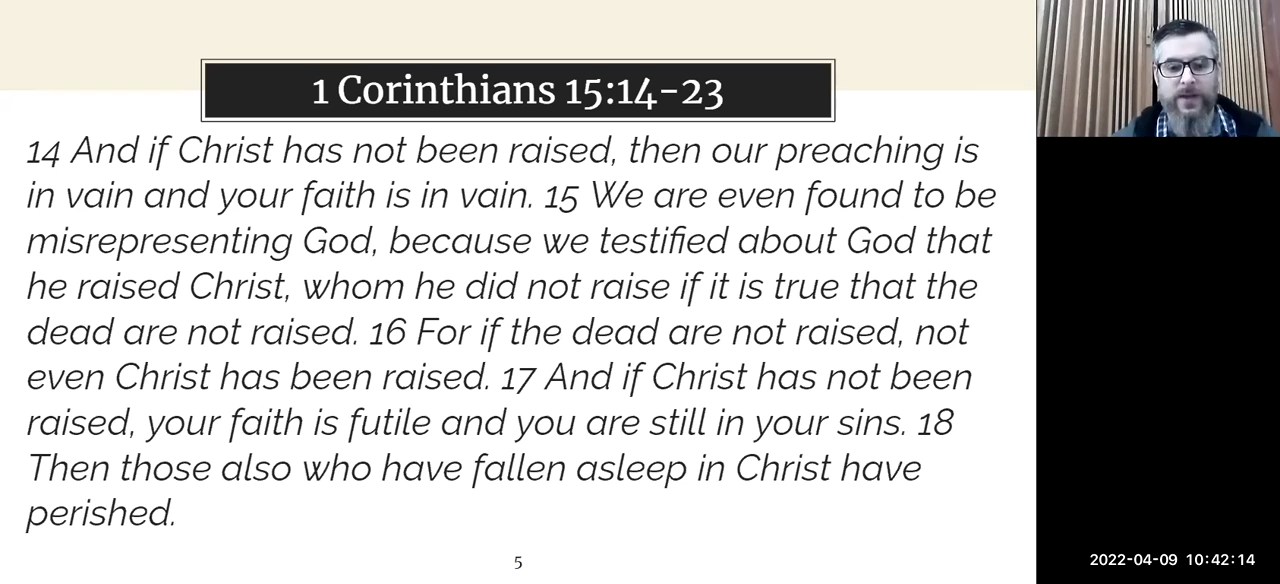 1 Corinthians 15:14-23
14 And if Christ has not been raised, then our preaching is
in vain and your faith is in vain. 15 We are even found to be
misrepresenting God, because we testified about God that
he raised Christ, whom he did not raise if it is true that the
dead are not raised. 16 For if the dead are not raised, not
even Christ has been raised. 17 And if Christ has not been
raised, your faith is futile and you are still in your sins. 18
Then those also who have fallen asleep in Christ have
perished.
5
2022-04-09 10:42:14